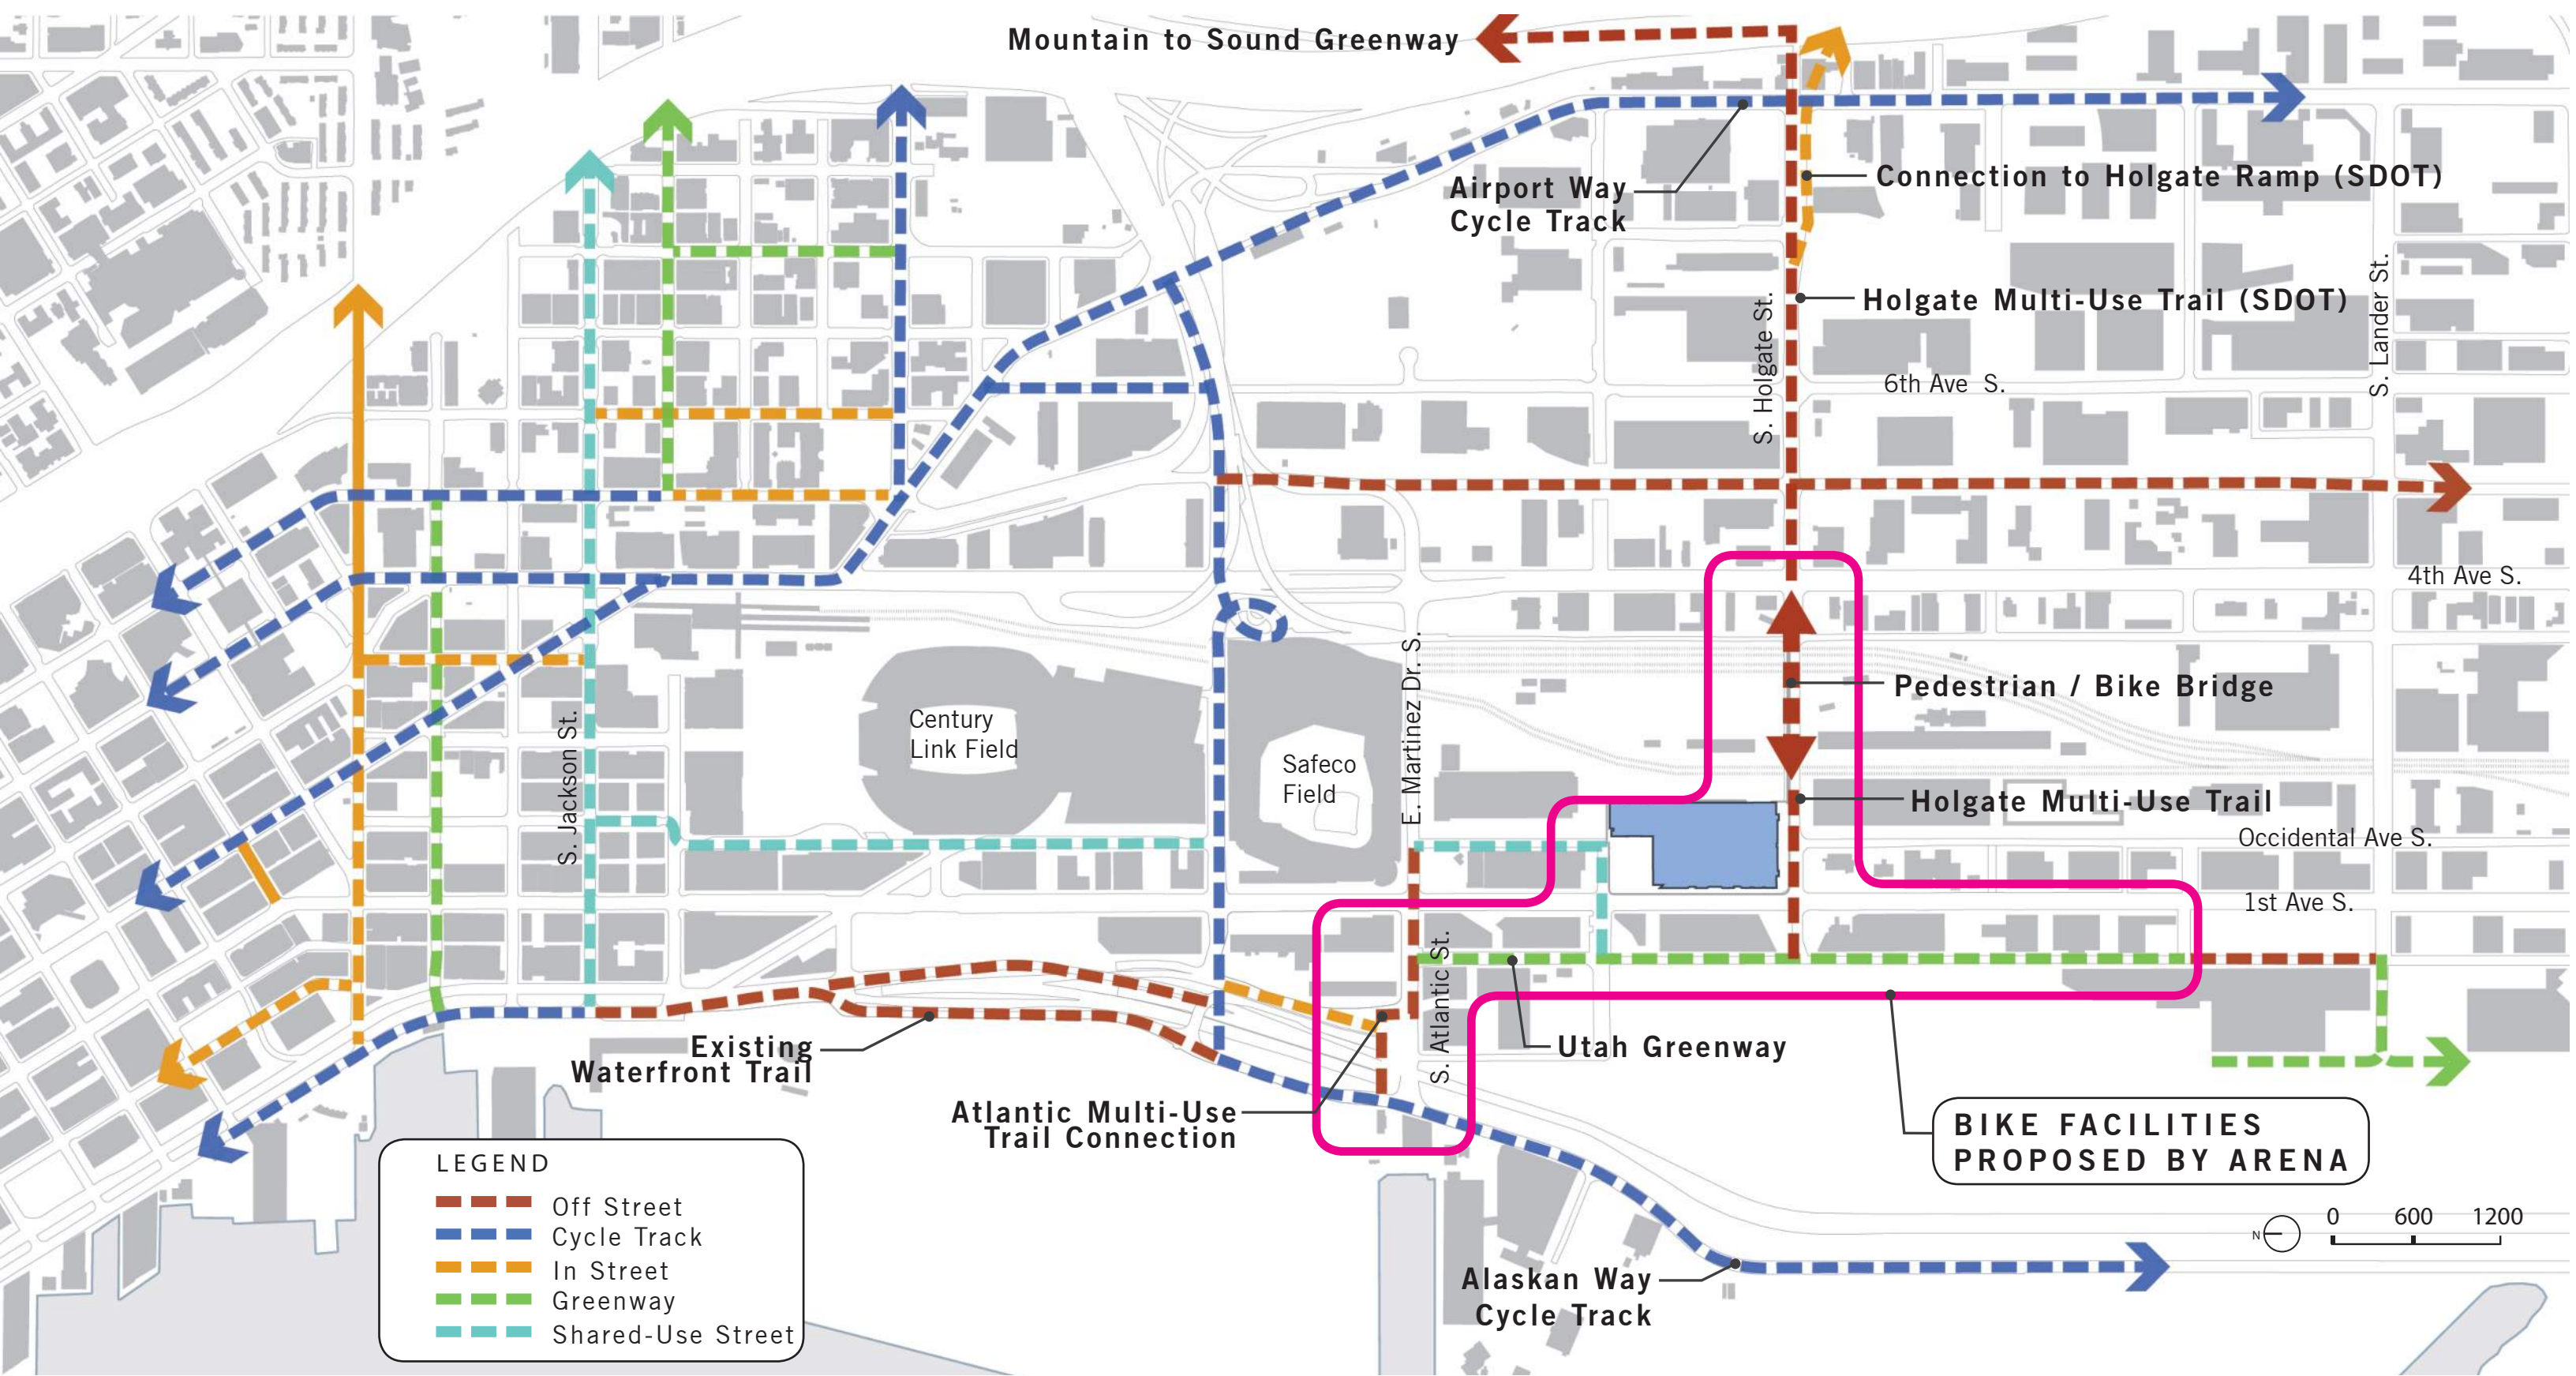 Mountain to Sound Greenway
Airport Way
Cycle Track
Connection to Holgate Ramp (SDOT)
Holgate Multi-Use Trail (SDOT)
S. Holgate St.
S. Lander St.
6th Ave S.
4th Ave S.
Pedestrian / Bike Bridge
E. Martinez Dr. S.
Century
Link Field
Safeco
Field
S. Jackson St.
Holgate Multi-Use Trail
Occidental Ave S.
1st Ave S.
S. Atlantic St.
Existing
Waterfront Trail
Utah Greenway
Atlantic Multi-Use
Trail Connection
BIKE FACILITIES
PROPOSED BY ARENA
LEGEND
Off Street
Cycle Track
In Street
Greenway
Shared-Use Street
Alaskan Way
Cycle Track
N
0 600 1200